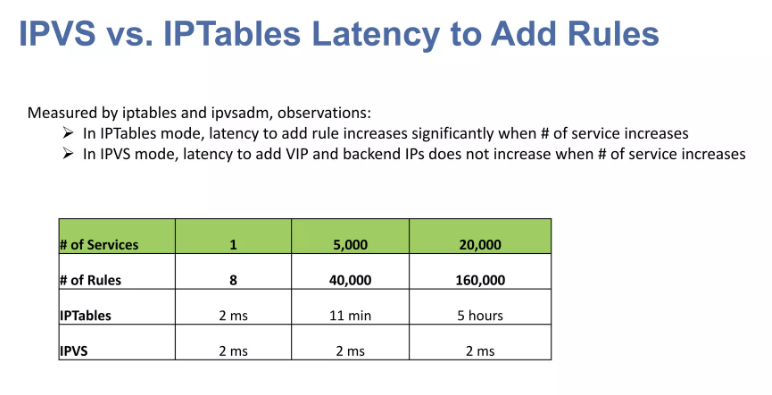 IPVS vs. IPTables Latency to Add Rules
Measured by iptables and ipvsadm, observations:
➢ In IPTables mode, latency to add rule increases significantly when # of service increases
➢ In IPVS mode, latency to add VIP and backend IPs does not increase when # of service increases
# of Services 1 5,000 20,000
# of Rules 8 40,000 160,000
IPTables 2 ms 11 min 5 hours
IPVS 2 ms 2 ms 2 ms